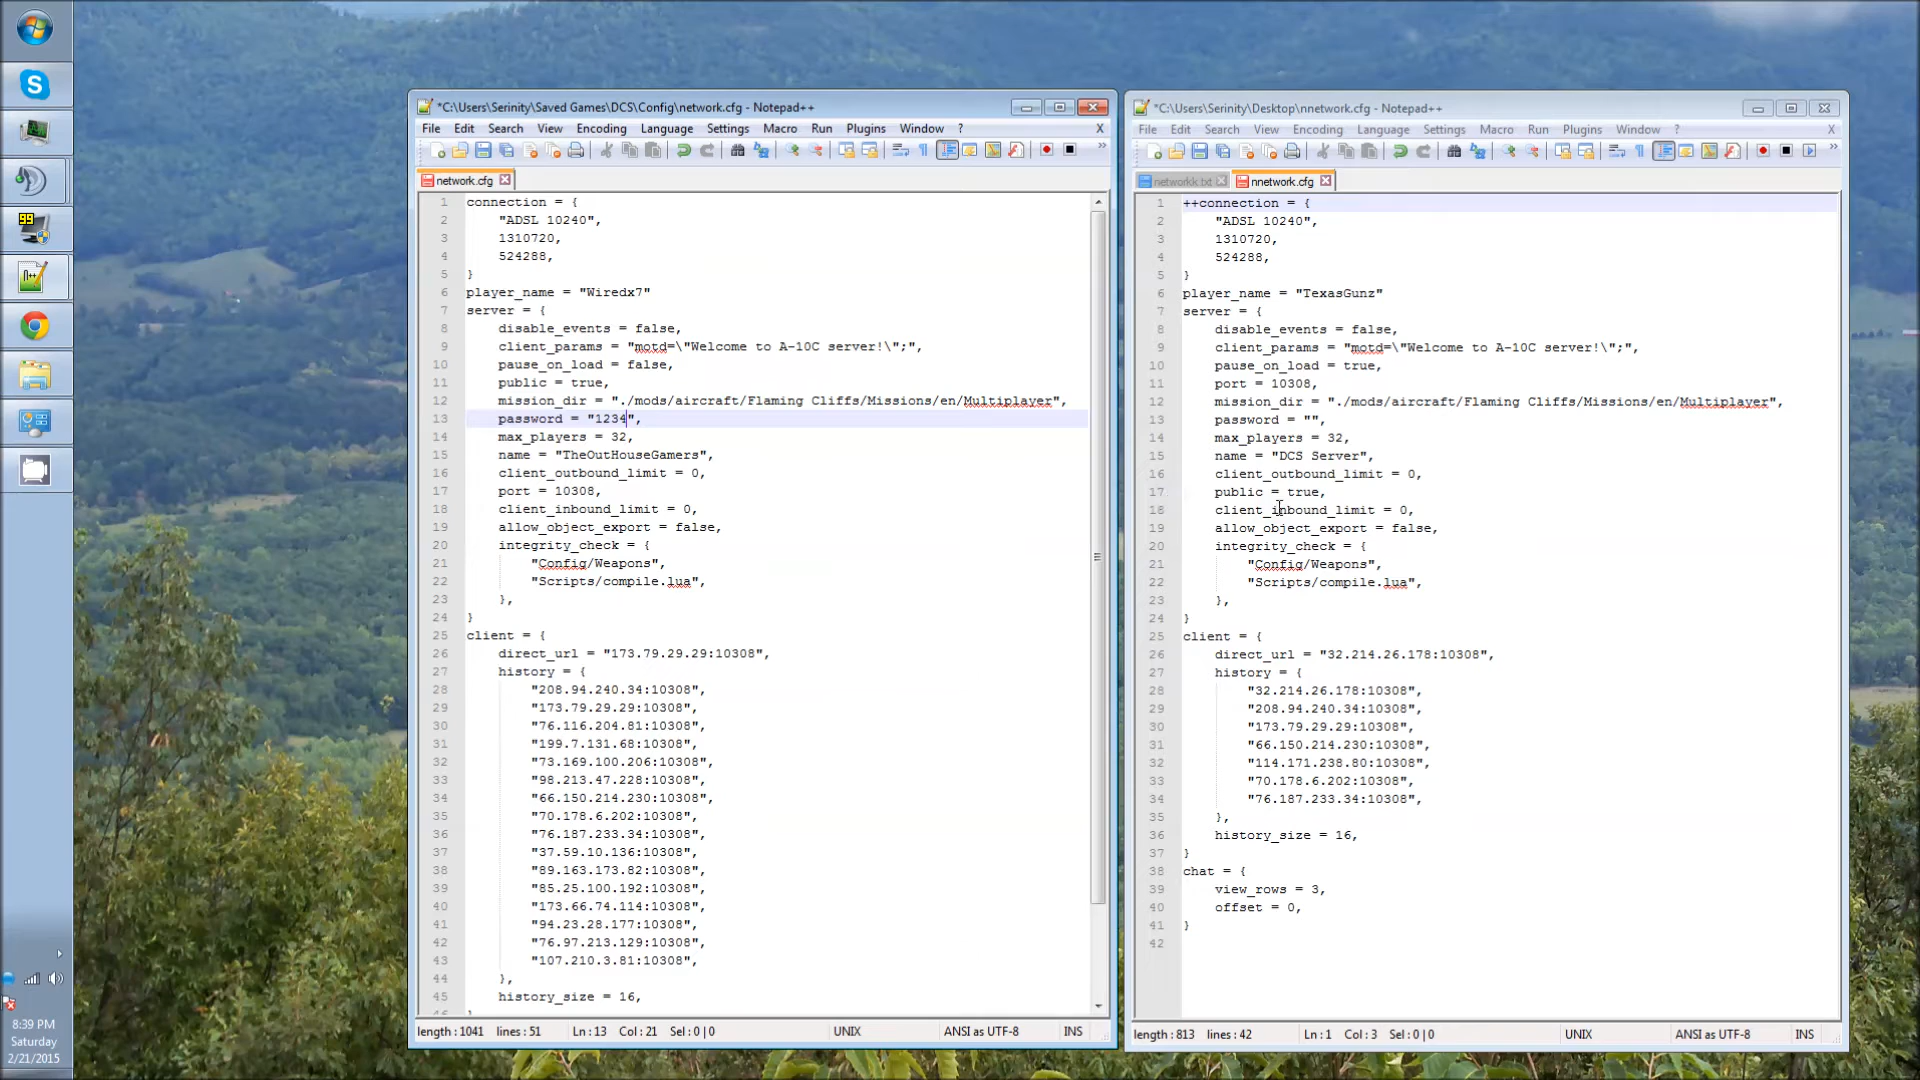 *C:\Users\Serinity\Saved Games\DCS\Config\network.cfg - Notepad++
File Edit Search View Encoding Language Settings Macro Run Plugins Window ? X
network.cfg
1 connection = {
2 "ADSL 10240",
3 1310720,
4 524288,
5 }
6 player_name = "Wiredx7"
7 server = {
8 disable_events = false,
9 client_params = "motd=\"Welcome to A-10C server!\";",
10 pause_on_load = false,
11 public = true,
12 mission_dir = "./mods/aircraft/Flaming Cliffs/Missions/en/Multiplayer",
13 password = "1234",
14 max_players = 32,
15 name = "TheOutHouseGamers",
16 client_outbound_limit = 0,
17 port = 10308,
18 client_inbound_limit = 0,
19 allow_object_export = false,
20 integrity_check = {
21 "Config/Weapons",
22 "Scripts/compile.lua",
23 },
24 }
25 client = {
26 direct_url = "173.79.29.29:10308",
27 history = {
28 "208.94.240.34:10308",
29 "173.79.29.29:10308",
30 "76.116.204.81:10308",
31 "199.7.131.68:10308",
32 "73.169.100.206:10308",
33 "98.213.47.228:10308",
34 "66.150.214.230:10308",
35 "70.178.6.202:10308",
36 "76.187.233.34:10308",
37 "37.59.10.136:10308",
38 "89.163.173.82:10308",
39 "85.25.100.192:10308",
40 "173.66.74.114:10308",
41 "94.23.28.177:10308",
42 "76.97.213.129:10308",
43 "107.210.3.81:10308",
44 },
45 history_size = 16,
length : 1041 lines : 51 Ln : 13 Col : 21 Sel : 0 | 0 UNIX ANSI as UTF-8 INS
*C:\Users\Serinity\Desktop\nnetwork.cfg - Notepad++
File Edit Search View Encoding Language Settings Macro Run Plugins Window ? X
networkk.txt nnetwork.cfg
1 ++connection = {
2 "ADSL 10240",
3 1310720,
4 524288,
5 }
6 player_name = "TexasGunz"
7 server = {
8 disable_events = false,
9 client_params = "motd=\"Welcome to A-10C server!\";",
10 pause_on_load = true,
11 port = 10308,
12 mission_dir = "./mods/aircraft/Flaming Cliffs/Missions/en/Multiplayer",
13 password = "",
14 max_players = 32,
15 name = "DCS Server",
16 client_outbound_limit = 0,
17 public = true,
18 client_inbound_limit = 0,
19 allow_object_export = false,
20 integrity_check = {
21 "Config/Weapons",
22 "Scripts/compile.lua",
23 },
24 }
25 client = {
26 direct_url = "32.214.26.178:10308",
27 history = {
28 "32.214.26.178:10308",
29 "208.94.240.34:10308",
30 "173.79.29.29:10308",
31 "66.150.214.230:10308",
32 "114.171.238.80:10308",
33 "70.178.6.202:10308",
34 "76.187.233.34:10308",
35 },
36 history_size = 16,
37 }
38 chat = {
39 view_rows = 3,
40 offset = 0,
41 }
42
length : 813 lines : 42 Ln : 1 Col : 3 Sel : 0 | 0 UNIX ANSI as UTF-8 INS
S
99
8:39 PM
Saturday
2/21/2015